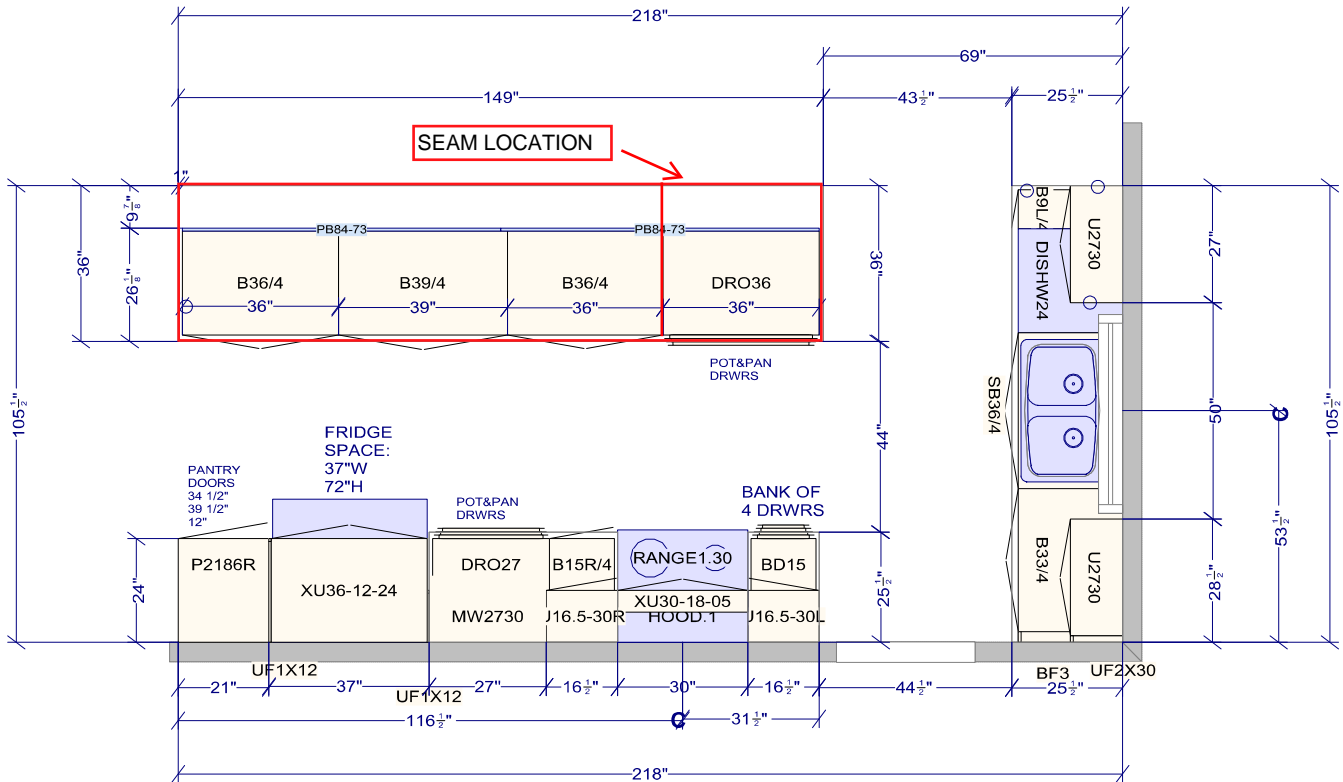 218"
69"
149"
43 1/2"
25 1/2"
SEAM LOCATION
1"
9 7/8"
36"
26 1/8"
105 1/2"
PB84-73
PB84-73
B36/4
B39/4
B36/4
DRO36
36"
39"
36"
36"
36"
POT&PAN
DRWRS
B9L/4
U2730
DISHW24
27"
SB36/4
50"
105 1/2"
53 1/2"
28 1/2"
B33/4
U2730
44"
25 1/2"
FRIDGE
SPACE:
37"W
72"H
PANTRY
DOORS
34 1/2"
39 1/2"
12"
POT&PAN
DRWRS
BANK OF
4 DRWRS
24"
P2186R
XU36-12-24
DRO27
B15R/4
RANGE1.30
BD15
MW2730
U16.5-30R
XU30-18-05
HOOD.1
U16.5-30L
UF1X12
UF1X12
BF3
UF2X30
21"
37"
27"
16 1/2"
30"
16 1/2"
44 1/2"
25 1/2"
116 1/2"
31 1/2"
218"